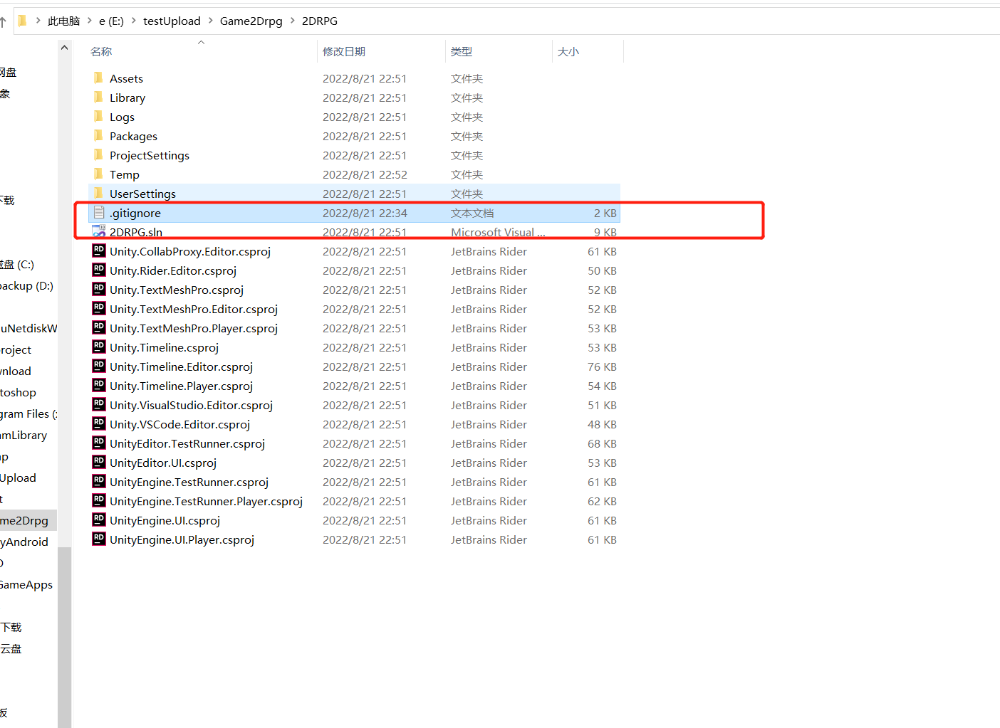 此电脑 > e (E:) > testUpload > Game2Drpg > 2DRPG
名称 修改日期 类型 大小
Assets 2022/8/21 22:51 文件夹
Library 2022/8/21 22:51 文件夹
Logs 2022/8/21 22:51 文件夹
Packages 2022/8/21 22:51 文件夹
ProjectSettings 2022/8/21 22:51 文件夹
Temp 2022/8/21 22:52 文件夹
UserSettings 2022/8/21 22:51 文件夹
.gitignore 2022/8/21 22:34 文本文档 2 KB
2DRPG.sln 2022/8/21 22:51 Microsoft Visual ... 9 KB
Unity.CollabProxy.Editor.csproj 2022/8/21 22:51 JetBrains Rider 61 KB
Unity.Rider.Editor.csproj 2022/8/21 22:51 JetBrains Rider 50 KB
Unity.TextMeshPro.csproj 2022/8/21 22:51 JetBrains Rider 52 KB
Unity.TextMeshPro.Editor.csproj 2022/8/21 22:51 JetBrains Rider 52 KB
Unity.TextMeshPro.Player.csproj 2022/8/21 22:51 JetBrains Rider 53 KB
Unity.Timeline.csproj 2022/8/21 22:51 JetBrains Rider 53 KB
Unity.Timeline.Editor.csproj 2022/8/21 22:51 JetBrains Rider 76 KB
Unity.Timeline.Player.csproj 2022/8/21 22:51 JetBrains Rider 54 KB
Unity.VisualStudio.Editor.csproj 2022/8/21 22:51 JetBrains Rider 51 KB
Unity.VSCode.Editor.csproj 2022/8/21 22:51 JetBrains Rider 48 KB
UnityEditor.TestRunner.csproj 2022/8/21 22:51 JetBrains Rider 68 KB
UnityEditor.UI.csproj 2022/8/21 22:51 JetBrains Rider 53 KB
UnityEngine.TestRunner.csproj 2022/8/21 22:51 JetBrains Rider 61 KB
UnityEngine.TestRunner.Player.csproj 2022/8/21 22:51 JetBrains Rider 62 KB
UnityEngine.UI.csproj 2022/8/21 22:51 JetBrains Rider 61 KB
UnityEngine.UI.Player.csproj 2022/8/21 22:51 JetBrains Rider 61 KB
网盘
象
下载
磁盘 (C:)
backup (D:)
uNetdiskW
roject
wnload
toshop
gram Files (
amLibrary
np
Upload
t
me2Drpg
yAndroid
GameApps
下载
云盘
板